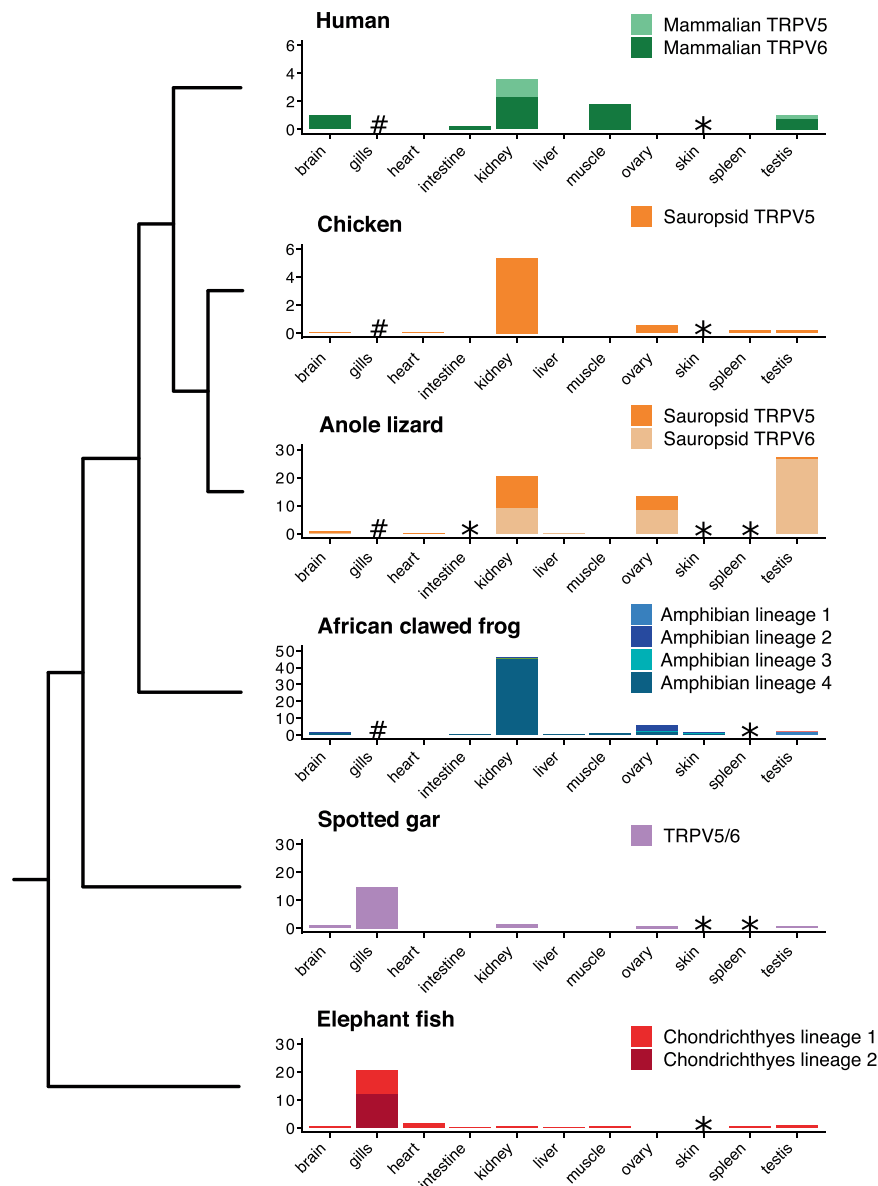 Human
Mammalian TRPV5
Mammalian TRPV6
6
4
2
0
# *
brain gills heart intestine kidney liver muscle ovary skin spleen testis
Chicken
Sauropsid TRPV5
6
4
2
0
# *
brain gills heart intestine kidney liver muscle ovary skin spleen testis
Anole lizard
Sauropsid TRPV5
Sauropsid TRPV6
30
20
10
0
# * * *
brain gills heart intestine kidney liver muscle ovary skin spleen testis
African clawed frog
Amphibian lineage 1
Amphibian lineage 2
Amphibian lineage 3
Amphibian lineage 4
50
40
30
20
10
0
# *
brain gills heart intestine kidney liver muscle ovary skin spleen testis
Spotted gar
TRPV5/6
30
20
10
0
* *
brain gills heart intestine kidney liver muscle ovary skin spleen testis
Elephant fish
Chondrichthyes lineage 1
Chondrichthyes lineage 2
30
20
10
0
*
brain gills heart intestine kidney liver muscle ovary skin spleen testis